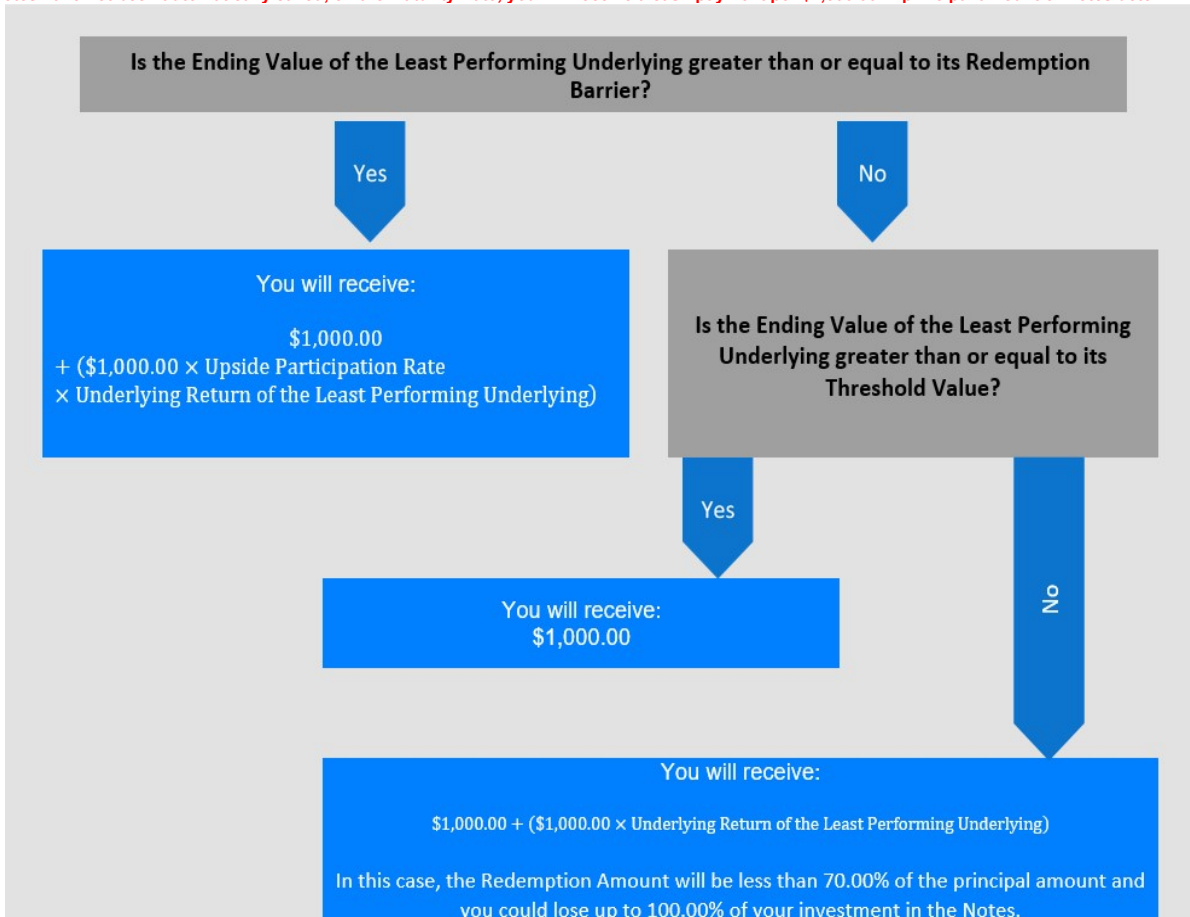 Is the Ending Value of the Least Performing Underlying greater than or equal to its Redemption
Barrier?
Yes
No
You will receive:
$1,000.00
+ ($1,000.00 × Upside Participation Rate
× Underlying Return of the Least Performing Underlying)
Is the Ending Value of the Least Performing
Underlying greater than or equal to its
Threshold Value?
Yes
No
You will receive:
$1,000.00
You will receive:
$1,000.00 + ($1,000.00 × Underlying Return of the Least Performing Underlying)
In this case, the Redemption Amount will be less than 70.00% of the principal amount and
you could lose up to 100.00% of your investment in the Notes.